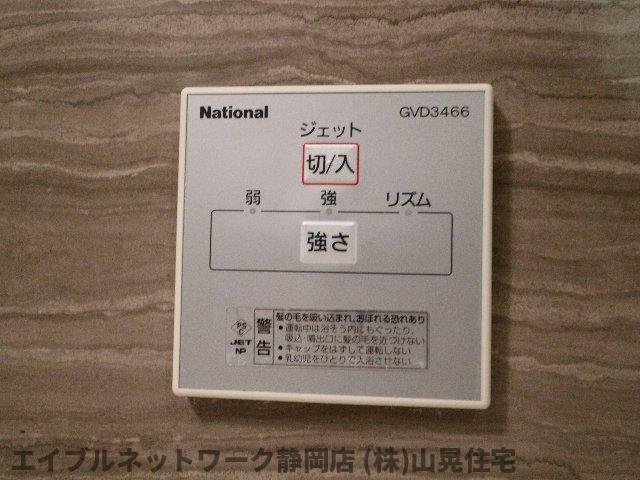 National GVD3466
ジェット
切/入
弱 強 リズム
強さ
PS C
JET
NP
警告
髪の毛を吸い込まれ、おぼれる恐れあり
●運転中は浴そう内にもぐったり、
吸込・噴出口に髪の毛を近づけない
●キャップをはずして運転しない
●乳幼児をひとりで入浴させない
エイブルネットワーク静岡店 (株)山晃住宅